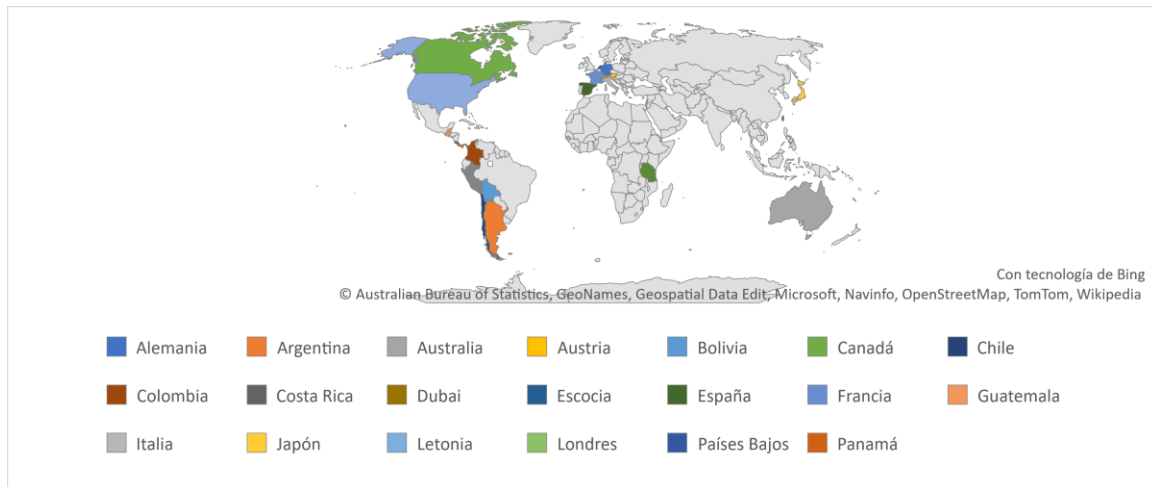 Con tecnología de Bing
© Australian Bureau of Statistics, GeoNames, Geospatial Data Edit, Microsoft, Navinfo, OpenStreetMap, TomTom, Wikipedia
Alemania Argentina Australia Austria Bolivia Canadá Chile
Colombia Costa Rica Dubai Escocia España Francia Guatemala
Italia Japón Letonia Londres Países Bajos Panamá